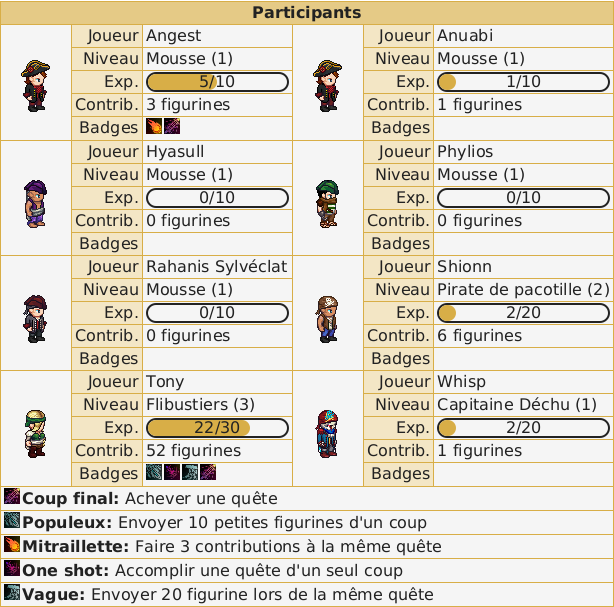 Participants
Joueur Angest
Niveau Mousse (1)
Exp. 5/10
Contrib. 3 figurines
Badges
Joueur Anuabi
Niveau Mousse (1)
Exp. 1/10
Contrib. 1 figurines
Badges
Joueur Hyasull
Niveau Mousse (1)
Exp. 0/10
Contrib. 0 figurines
Badges
Joueur Phylios
Niveau Mousse (1)
Exp. 0/10
Contrib. 0 figurines
Badges
Joueur Rahanis Sylvéclat
Niveau Mousse (1)
Exp. 0/10
Contrib. 0 figurines
Badges
Joueur Shionn
Niveau Pirate de pacotille (2)
Exp. 2/20
Contrib. 6 figurines
Badges
Joueur Tony
Niveau Flibustiers (3)
Exp. 22/30
Contrib. 52 figurines
Badges
Joueur Whisp
Niveau Capitaine Déchu (1)
Exp. 2/20
Contrib. 1 figurines
Badges
Coup final: Achever une quête
Populeux: Envoyer 10 petites figurines d'un coup
Mitraillette: Faire 3 contributions à la même quête
One shot: Accomplir une quête d'un seul coup
Vague: Envoyer 20 figurine lors de la même quête